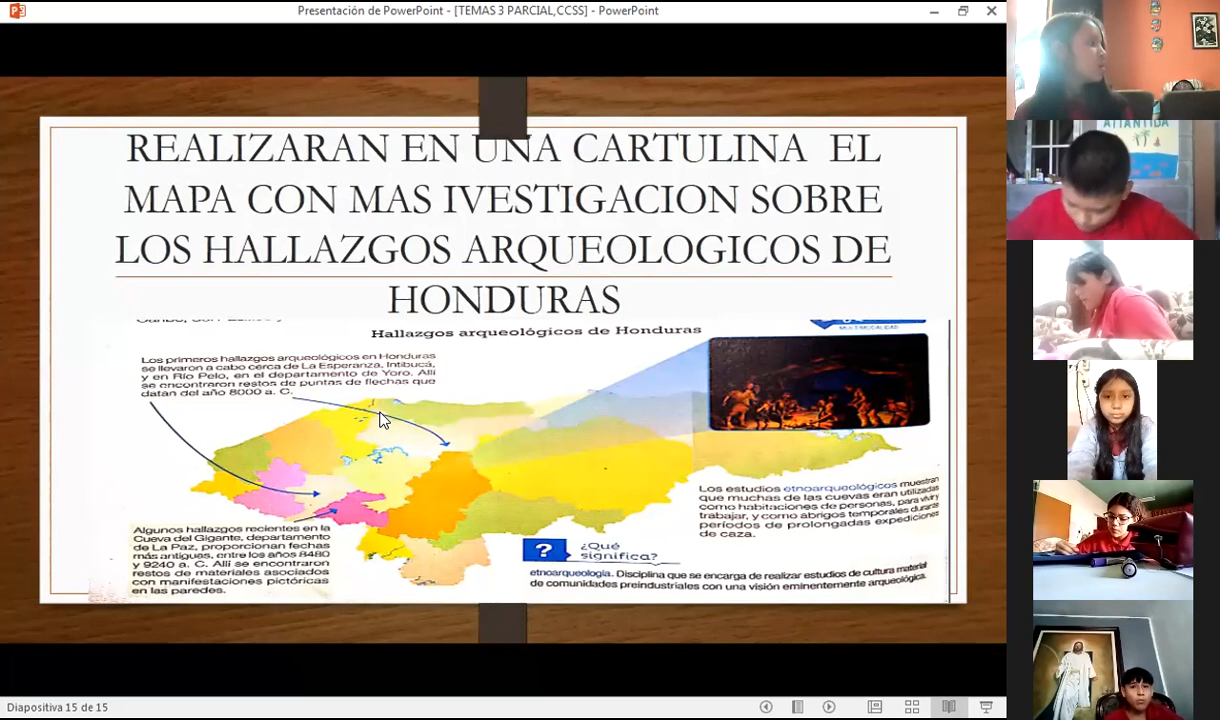 Presentación de PowerPoint - [TEMAS 3 PARCIAL,CCSS] - PowerPoint
REALIZARAN EN UNA CARTULINA EL
MAPA CON MAS IVESTIGACION SOBRE
LOS HALLAZGOS ARQUEOLOGICOS DE
HONDURAS
Hallazgos arqueológicos de Honduras
MULTIMODALIDAD
Los primeros hallazgos arqueológicos en Honduras
se llevaron a cabo cerca de La Esperanza, Intibucá,
y en Río Pelo, en el departamento de Yoro. Allí
se encontraron restos de puntas de flechas que
datan del año 8000 a. C.
Los estudios etnoarqueológicos muestran
que muchas de las cuevas eran utilizadas
como habitaciones de personas, para vivir y
trabajar, y como abrigos temporales durante
períodos de prolongadas expediciones
de caza.
Algunos hallazgos recientes en la
Cueva del Gigante, departamento
de La Paz, proporcionan fechas
más antiguas, entre los años 8480
y 9240 a. C. Allí se encontraron
restos de materiales asociados
con manifestaciones pictóricas
en las paredes.
?
¿Qué
significa?
etnoarqueología. Disciplina que se encarga de realizar estudios de cultura material
de comunidades preindustriales con una visión eminentemente arqueológica.
Diapositiva 15 de 15
ATLANTIDA